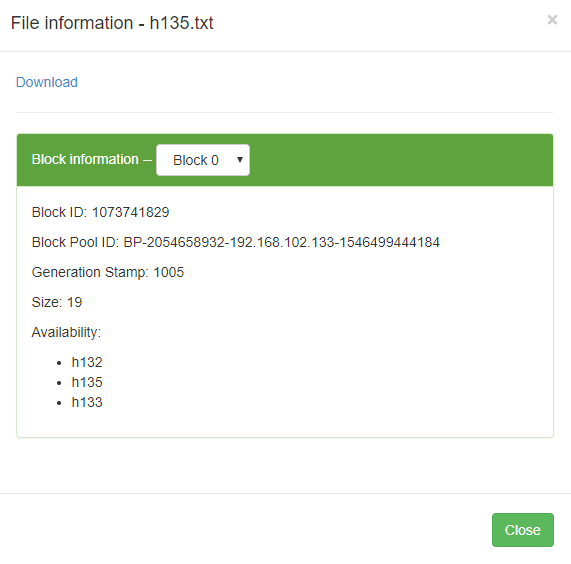 File information - h135.txt
×
Download
Block information -- Block 0
Block ID: 1073741829
Block Pool ID: BP-2054658932-192.168.102.133-1546499444184
Generation Stamp: 1005
Size: 19
Availability:
• h132
• h135
• h133
Close